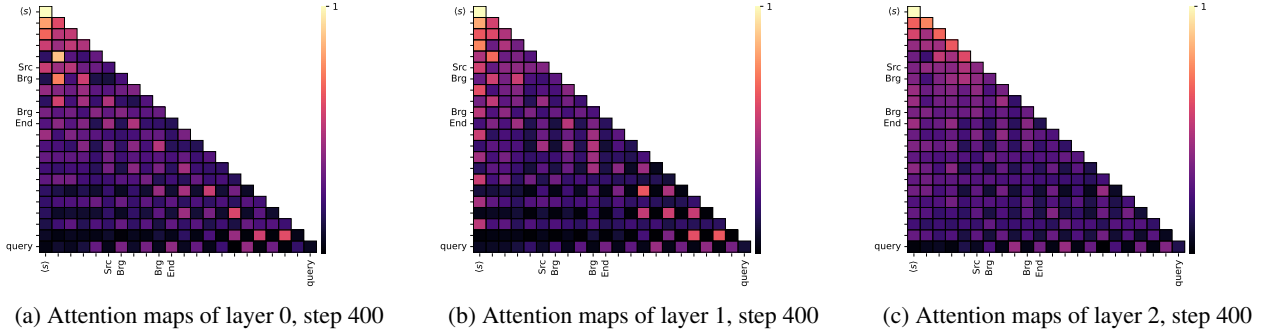 ⟨s⟩
Src
Brg
Brg
End
query
⟨s⟩
Src
Brg
Brg
End
query
1
(a) Attention maps of layer 0, step 400
⟨s⟩
Src
Brg
Brg
End
query
⟨s⟩
Src
Brg
Brg
End
query
1
(b) Attention maps of layer 1, step 400
⟨s⟩
Src
Brg
Brg
End
query
⟨s⟩
Src
Brg
Brg
End
query
1
(c) Attention maps of layer 2, step 400